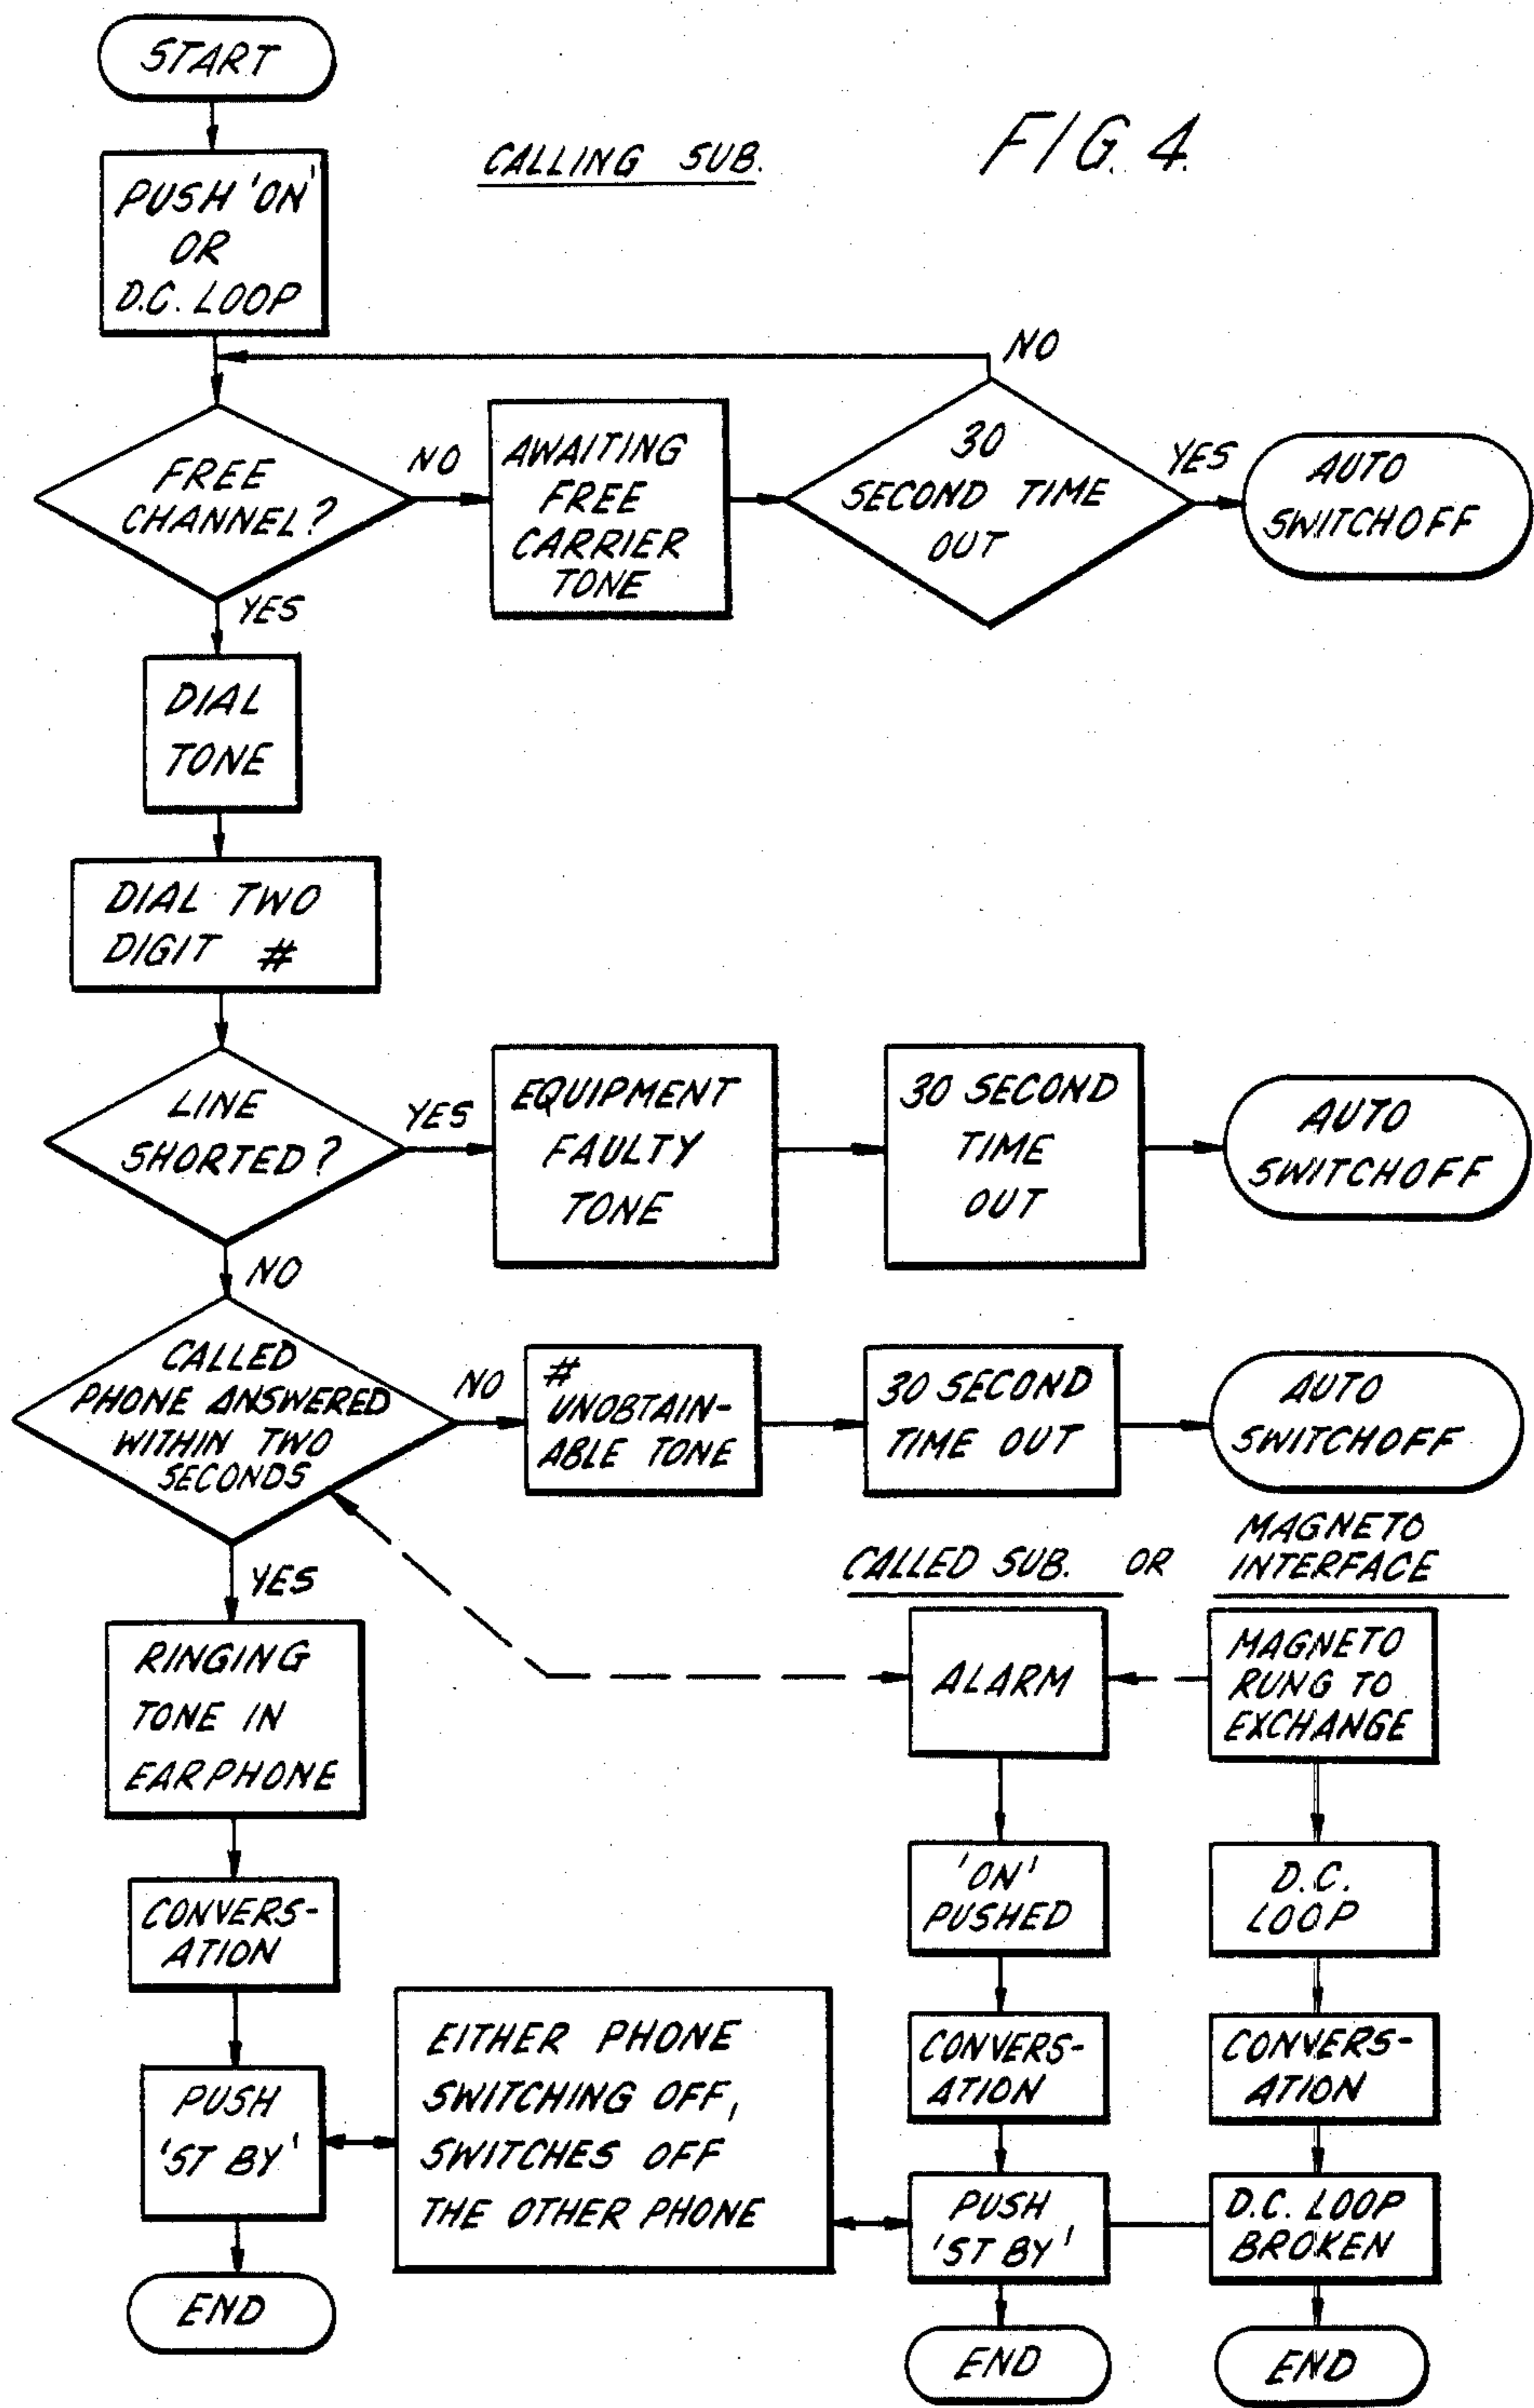 START
CALLING SUB.
FIG. 4.
PUSH 'ON'
OR
D.C. LOOP
NO
FREE
CHANNEL?
NO
AWAITING
FREE
CARRIER
TONE
30
SECOND TIME
OUT
YES
AUTO
SWITCHOFF
YES
DIAL
TONE
DIAL TWO
DIGIT #
LINE
SHORTED?
YES
EQUIPMENT
FAULTY
TONE
30 SECOND
TIME
OUT
AUTO
SWITCHOFF
NO
CALLED
PHONE ANSWERED
WITHIN TWO
SECONDS
NO
#
UNOBTAIN-
ABLE TONE
30 SECOND
TIME OUT
AUTO
SWITCHOFF
YES
CALLED SUB. OR
MAGNETO
INTERFACE
RINGING
TONE IN
EARPHONE
ALARM
MAGNETO
RUNG TO
EXCHANGE
CONVERS-
ATION
'ON'
PUSHED
D.C.
LOOP
PUSH
'ST BY'
EITHER PHONE
SWITCHING OFF,
SWITCHES OFF
THE OTHER PHONE
CONVERS-
ATION
CONVERS-
ATION
PUSH
'ST BY'
D.C. LOOP
BROKEN
END
END
END